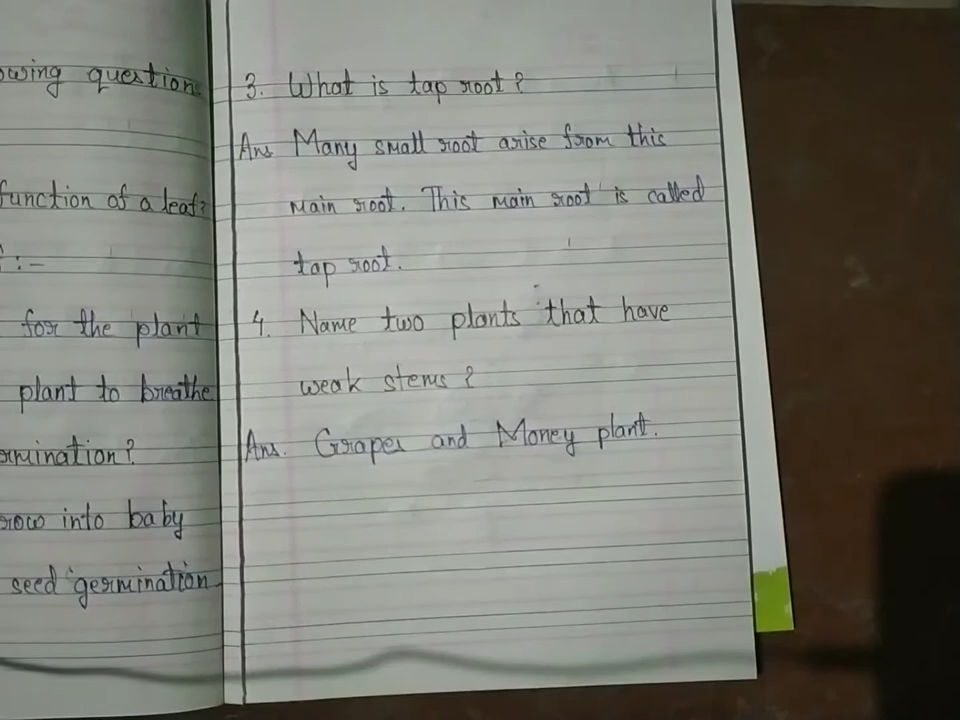 owing question
function of a leaf?
:-
for the plant
plant to breathe
ermination?
row into baby
seed germination
3. What is tap root?
Ans Many small root arise from this
main root. This main root is called
tap root.
4. Name two plants that have
weak stems?
Ans. Grapes and Money plant.